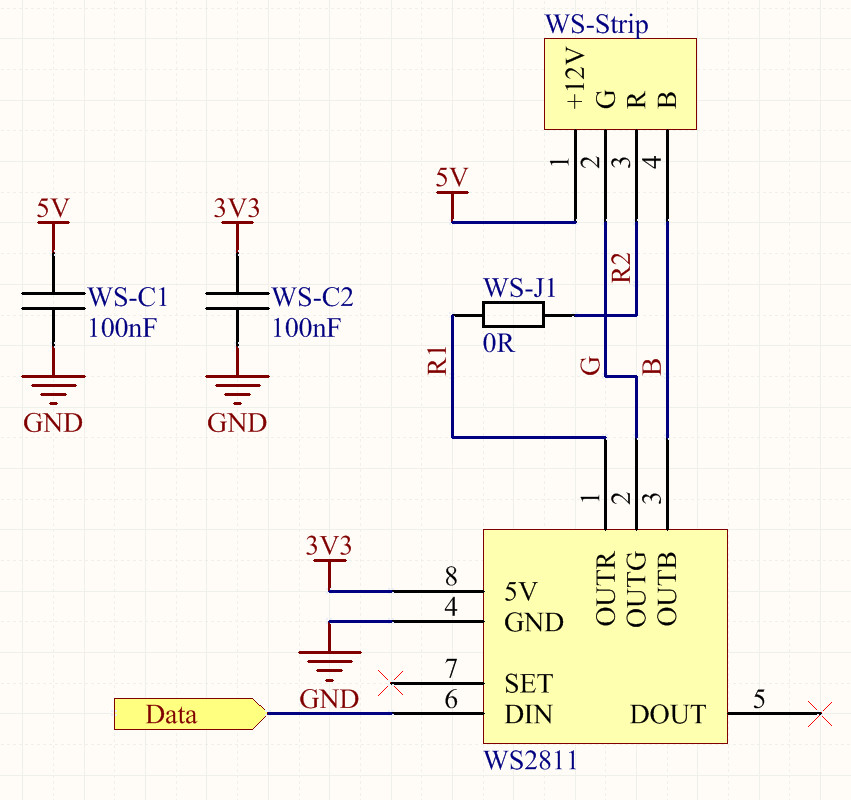 WS-Strip
+12V
G
R
B
1
2
3
4
5V
5V
3V3
WS-C1
100nF
WS-C2
100nF
GND
GND
R2
WS-J1
0R
R1
G
B
1
2
3
3V3
8
5V
OUTR
OUTG
OUTB
4
GND
7
SET
GND
6
DIN
Data
DOUT
5
WS2811